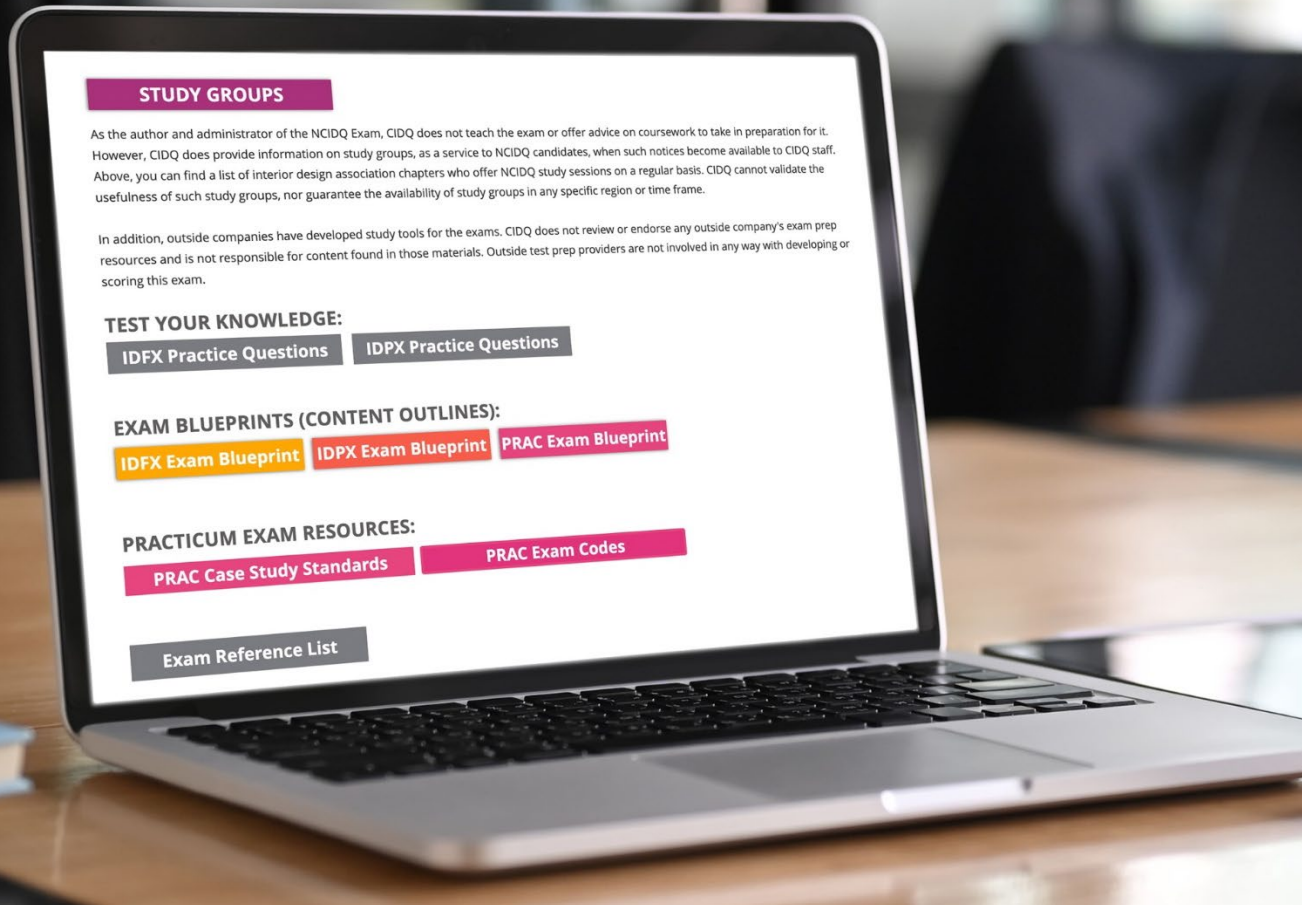 STUDY GROUPS
As the author and administrator of the NCIDQ Exam, CIDQ does not teach the exam or offer advice on coursework to take in preparation for it.
However, CIDQ does provide information on study groups, as a service to NCIDQ candidates, when such notices become available to CIDQ staff.
Above, you can find a list of interior design association chapters who offer NCIDQ study sessions on a regular basis. CIDQ cannot validate the
usefulness of such study groups, nor guarantee the availability of study groups in any specific region or time frame.
In addition, outside companies have developed study tools for the exams. CIDQ does not review or endorse any outside company's exam prep
resources and is not responsible for content found in those materials. Outside test prep providers are not involved in any way with developing or
scoring this exam.
TEST YOUR KNOWLEDGE:
IDFX Practice Questions IDPX Practice Questions
EXAM BLUEPRINTS (CONTENT OUTLINES):
IDFX Exam Blueprint IDPX Exam Blueprint PRAC Exam Blueprint
PRACTICUM EXAM RESOURCES:
PRAC Case Study Standards PRAC Exam Codes
Exam Reference List